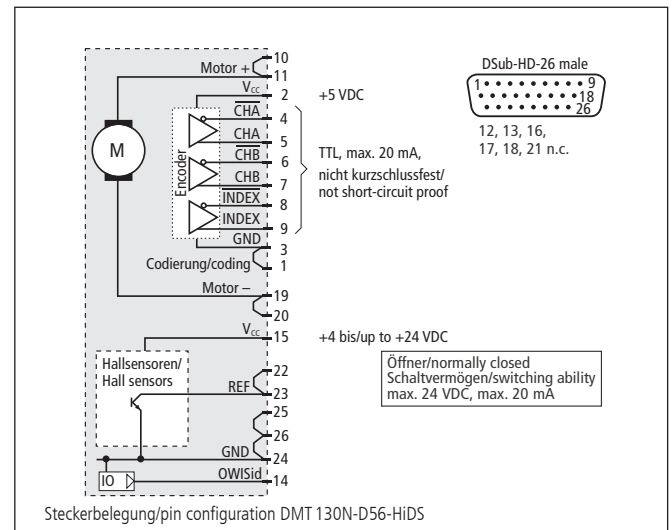 10
Motor +
11
VCC
2
+5 VDC
CHA
4
CHA
5
CHB
6
CHB
7
INDEX
8
INDEX
9
GND
3
Codierung/coding
1
M
Encoder
TTL, max. 20 mA,
nicht kurzschlussfest/
not short-circuit proof
DSub-HD-26 male
1 9
18
26
12, 13, 16,
17, 18, 21 n.c.
Motor –
19
20
VCC
15
+4 bis/up to +24 VDC
Hallsensoren/
Hall sensors
22
REF
23
25
26
GND
24
IO
OWISid
14
Öffner/normally closed
Schaltvermögen/switching ability
max. 24 VDC, max. 20 mA
Steckerbelegung/pin configuration DMT 130N-D56-HiDS